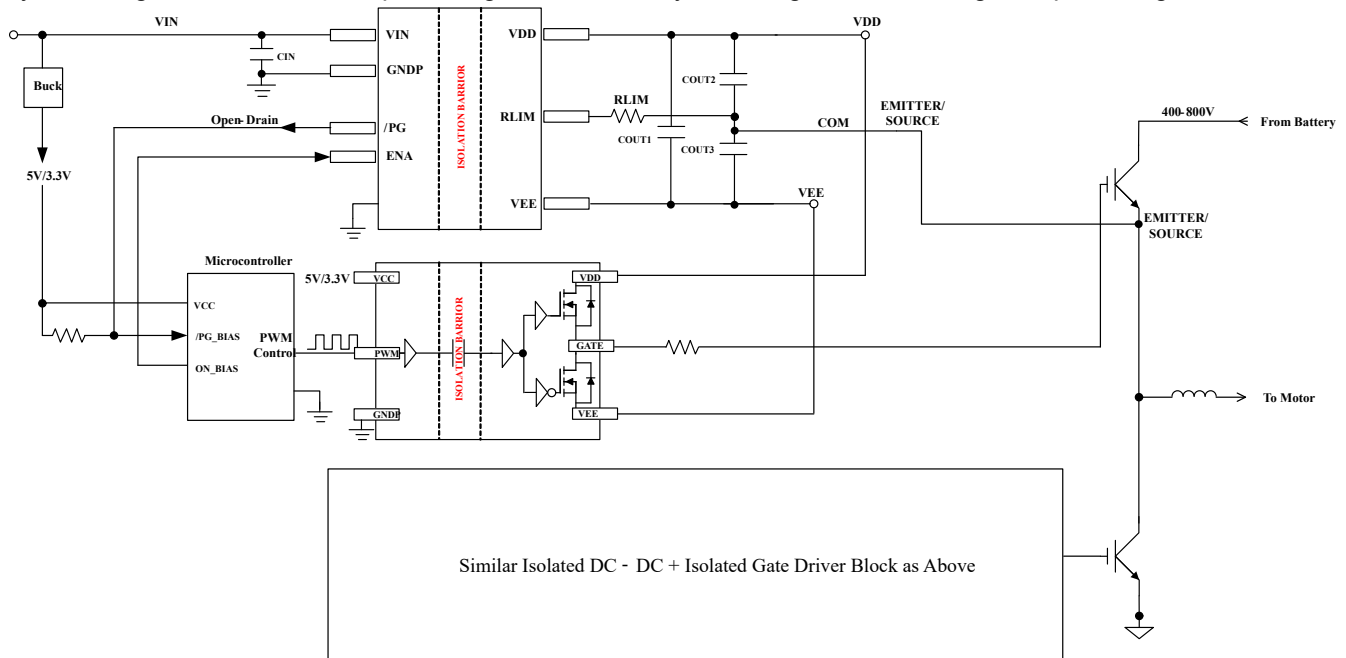 VIN
VIN
VDD
CIN
GNDP
COUT2
Buck
ISOLATION BARRIOR
RLIM
RLIM
EMITTER/
SOURCE
400-800V
From Battery
Open-Drain
/PG
COUT1
COM
COUT3
ENA
5V/3.3V
VEE
VEE
EMITTER/
SOURCE
Microcontroller
5V/3.3V
VCC
VDD
VCC
ISOLATION BARRIOR
/PG_BIAS
PWM
Control
PWM
GATE
ON_BIAS
To Motor
GNDP
VEE
Similar Isolated DC - DC + Isolated Gate Driver Block as Above